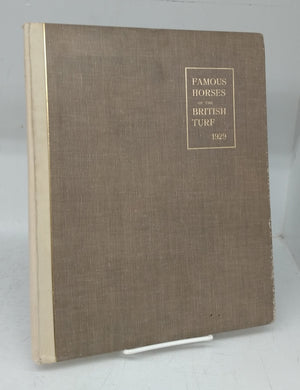 FAMOUS
HORSES
OF THE
BRITISH
TURF
1929